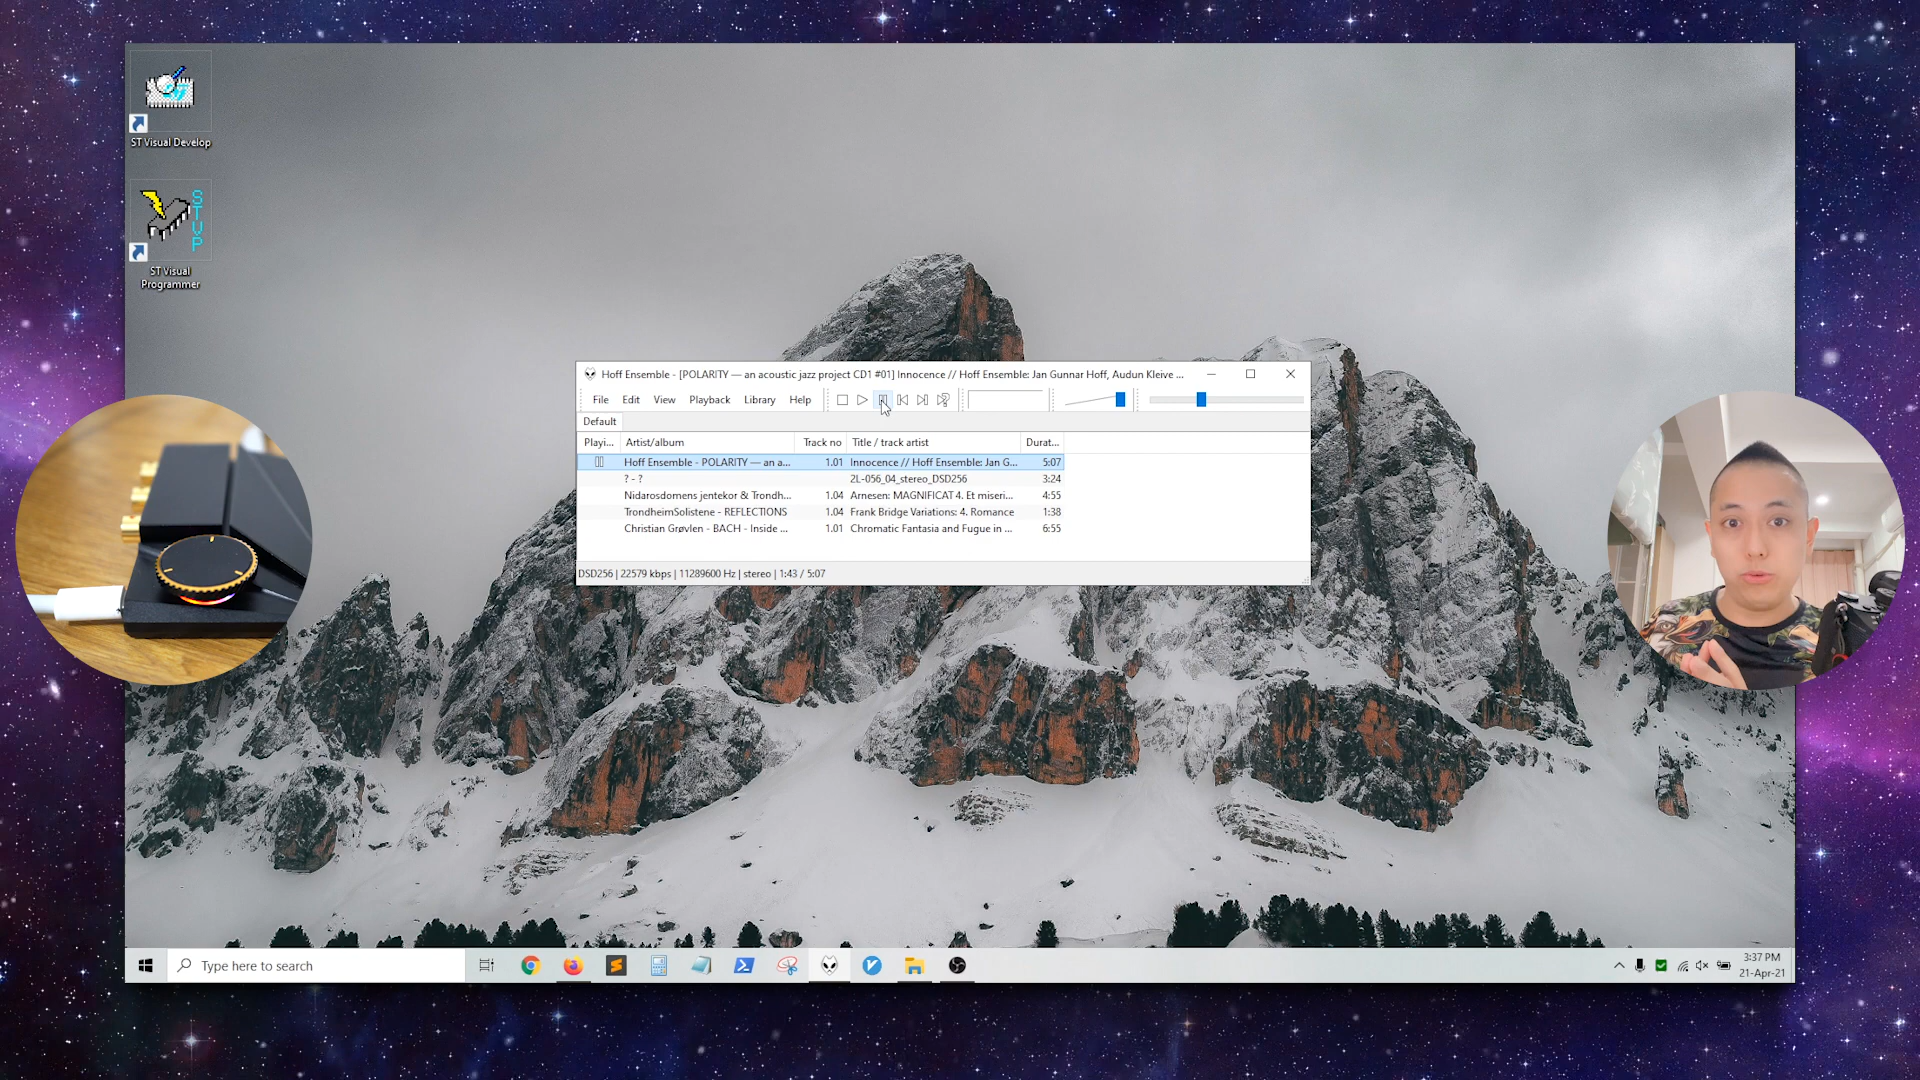 ST Visual Develop
STVP
ST Visual
Programmer
Hoff Ensemble - [POLARITY — an acoustic jazz project CD1 #01] Innocence // Hoff Ensemble: Jan Gunnar Hoff, Audun Kleive ...
File Edit View Playback Library Help
Default
Playi... Artist/album Track no Title / track artist Durat...
Hoff Ensemble - POLARITY — an a... 1.01 Innocence // Hoff Ensemble: Jan G... 5:07
? - ? 2L-056_04_stereo_DSD256 3:24
Nidarosdomens jentekor & Trondh... 1.04 Arnesen: MAGNIFICAT 4. Et miseri... 4:55
TrondheimSolistene - REFLECTIONS 1.04 Frank Bridge Variations: 4. Romance 1:38
Christian Grøvlen - BACH - Inside ... 1.01 Chromatic Fantasia and Fugue in ... 6:55
DSD256 | 22579 kbps | 11289600 Hz | stereo | 1:43 / 5:07
Type here to search
3:37 PM
21-Apr-21